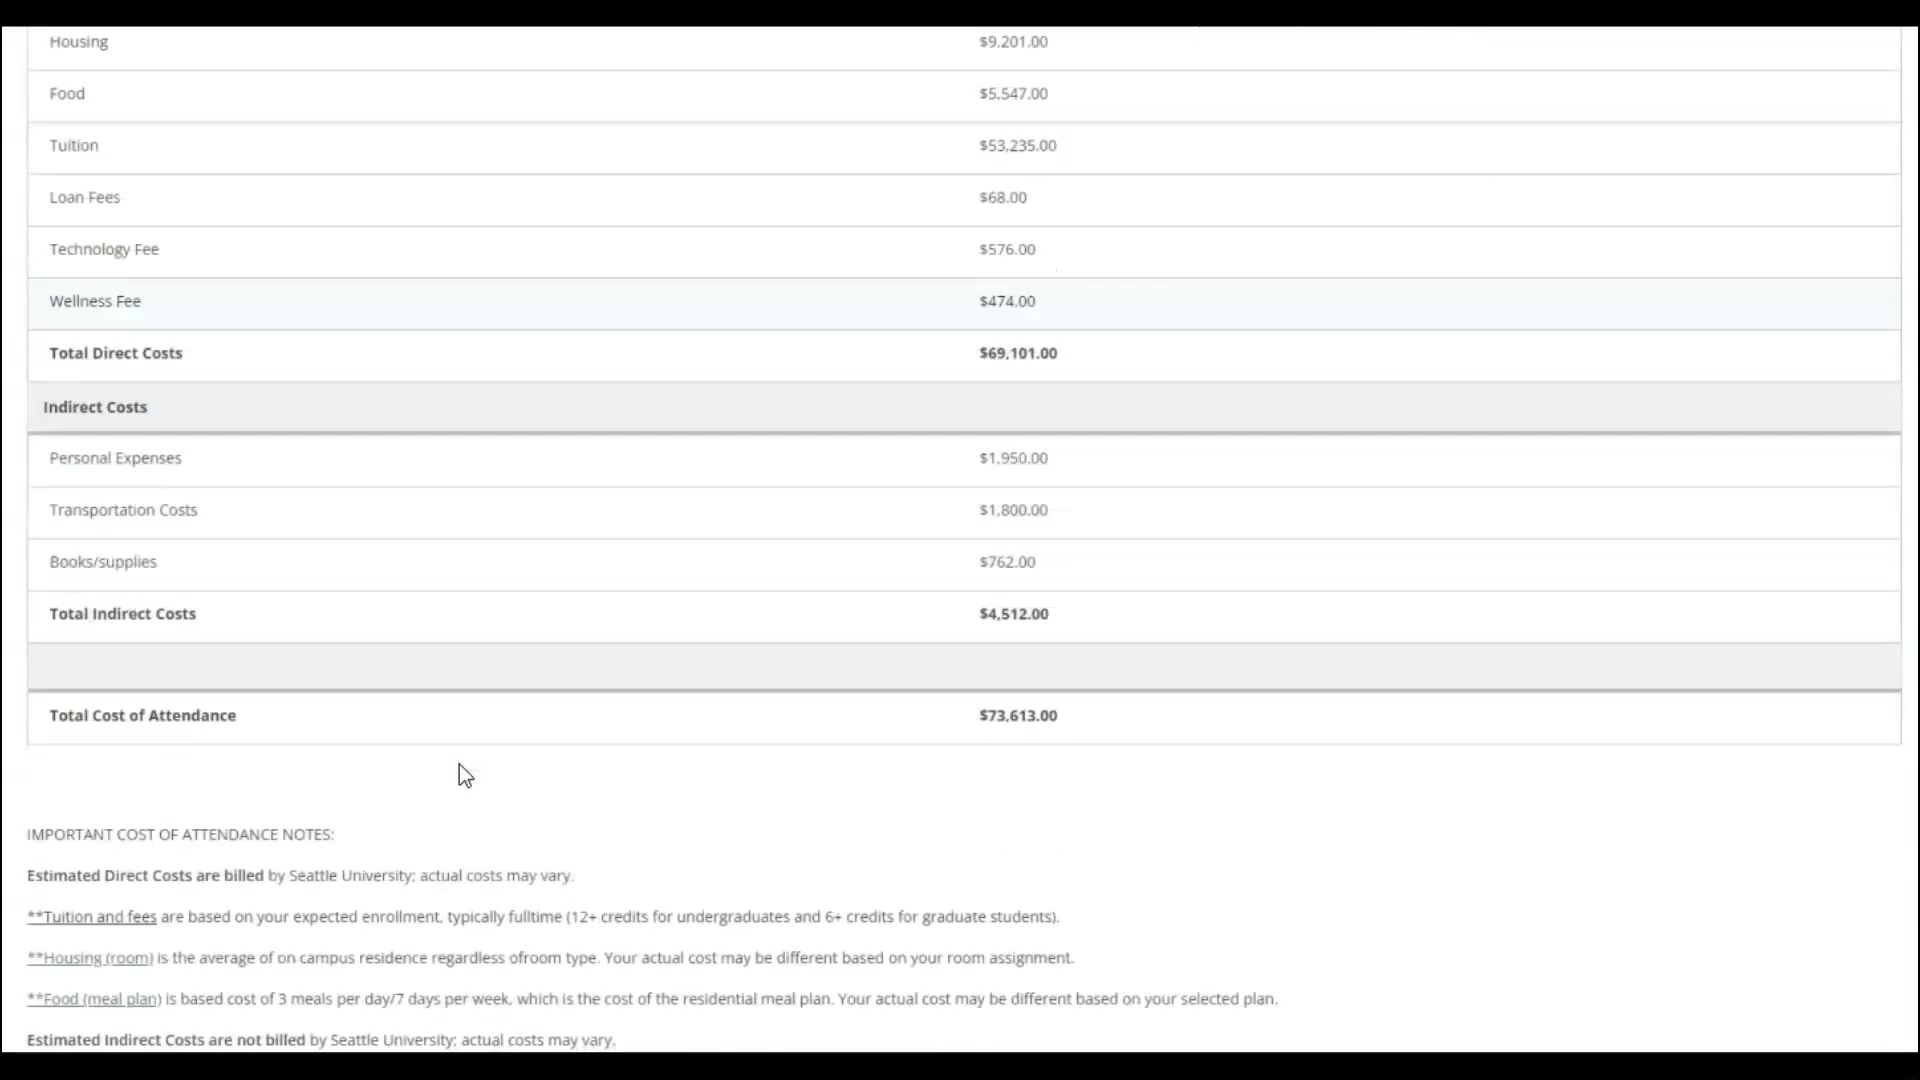 Housing $9,201.00
Food $5,547.00
Tuition $53,235.00
Loan Fees $68.00
Technology Fee $576.00
Wellness Fee $474.00
Total Direct Costs $69,101.00
Indirect Costs
Personal Expenses $1,950.00
Transportation Costs $1,800.00
Books/supplies $762.00
Total Indirect Costs $4,512.00
Total Cost of Attendance $73,613.00
IMPORTANT COST OF ATTENDANCE NOTES:
Estimated Direct Costs are billed by Seattle University; actual costs may vary.
**Tuition and fees are based on your expected enrollment, typically fulltime (12+ credits for undergraduates and 6+ credits for graduate students).
**Housing (room) is the average of on campus residence regardless ofroom type. Your actual cost may be different based on your room assignment.
**Food (meal plan) is based cost of 3 meals per day/7 days per week, which is the cost of the residential meal plan. Your actual cost may be different based on your selected plan.
Estimated Indirect Costs are not billed by Seattle University; actual costs may vary.